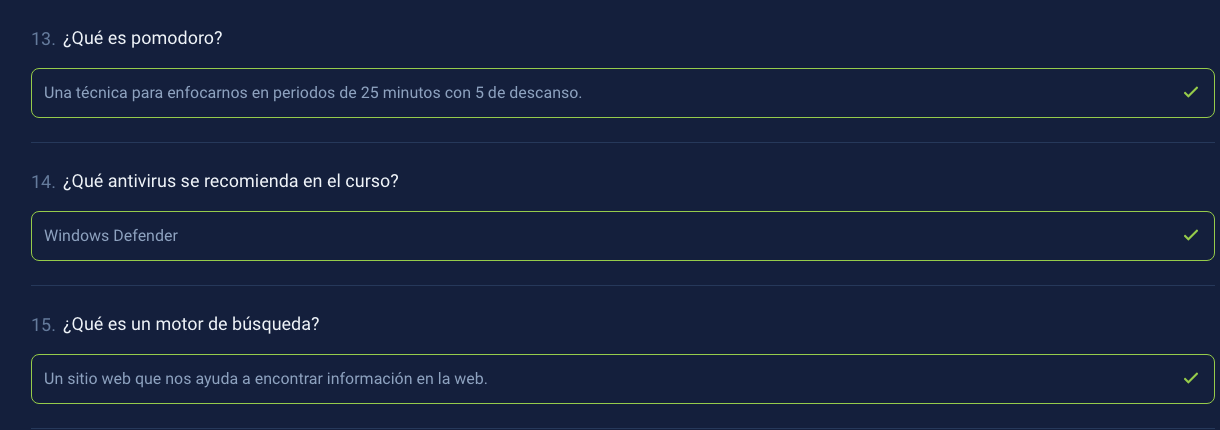 13. ¿Qué es pomodoro?
Una técnica para enfocarnos en periodos de 25 minutos con 5 de descanso.
14. ¿Qué antivirus se recomienda en el curso?
Windows Defender
15. ¿Qué es un motor de búsqueda?
Un sitio web que nos ayuda a encontrar información en la web.